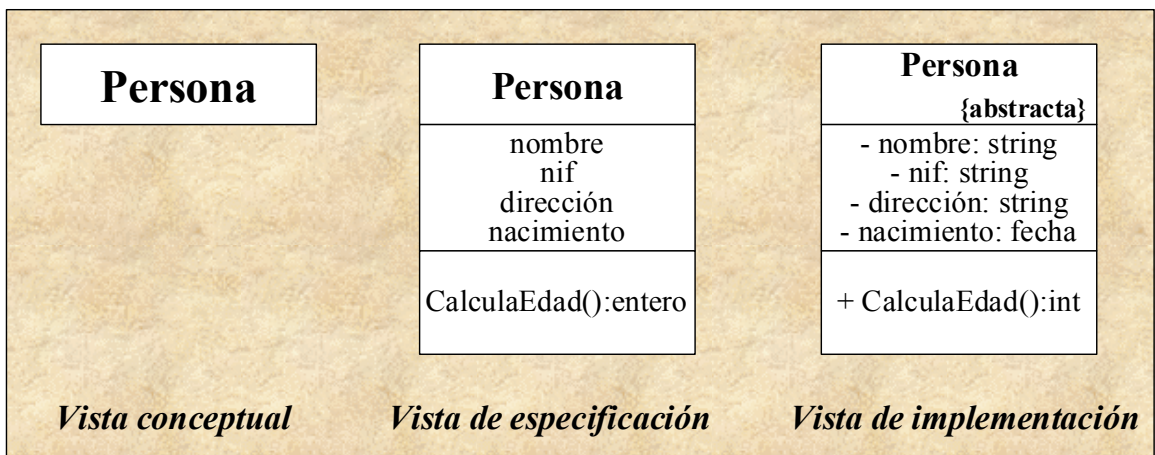 Persona
Vista conceptual
Persona
nombre
nif
dirección
nacimiento
CalculaEdad():entero
Vista de especificación
Persona
{abstracta}
- nombre: string
- nif: string
- dirección: string
- nacimiento: fecha
+ CalculaEdad():int
Vista de implementación